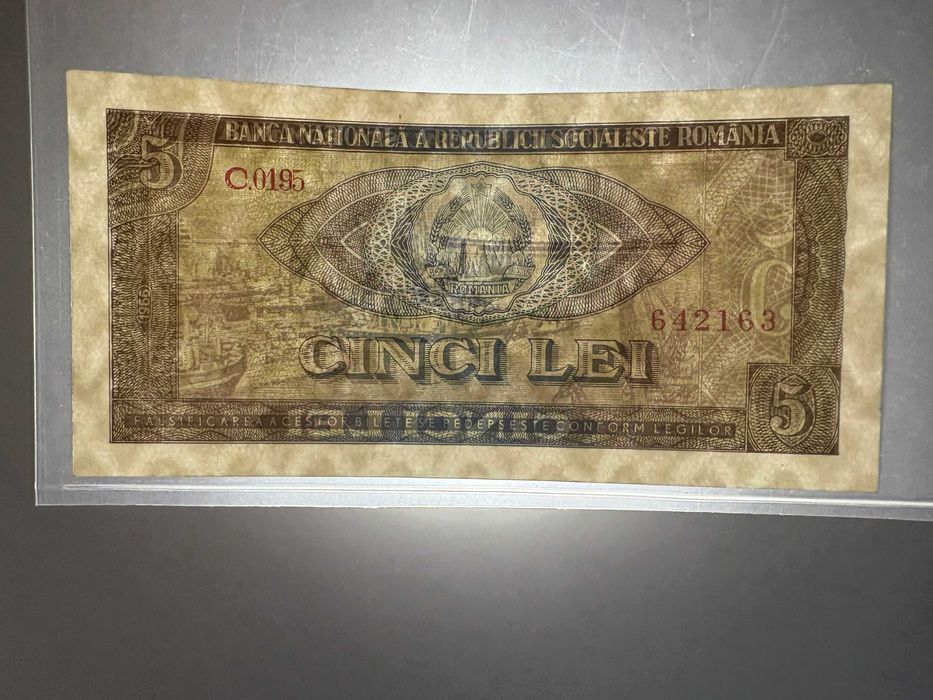 5
BANCA NAȚIONALĂ A REPUBLICII SOCIALISTE ROMÂNIA
C.0195
ROMANIA
1966
642163
CINCI LEI
5
FALSIFICAREA ACESTOR BILETE SE PEDEPSEȘTE CONFORM LEGILOR